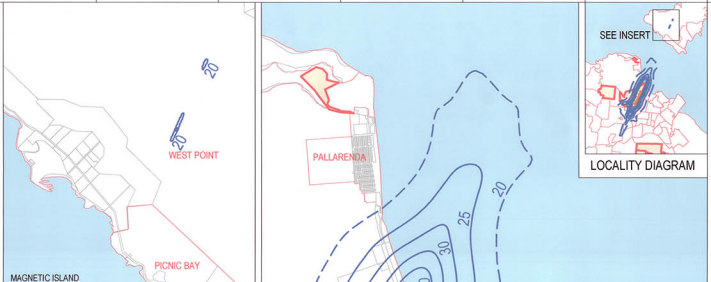 20
20
WEST POINT
PICNIC BAY
MAGNETIC ISLAND
PALLARENDA
20
25
30
SEE INSERT
LOCALITY DIAGRAM